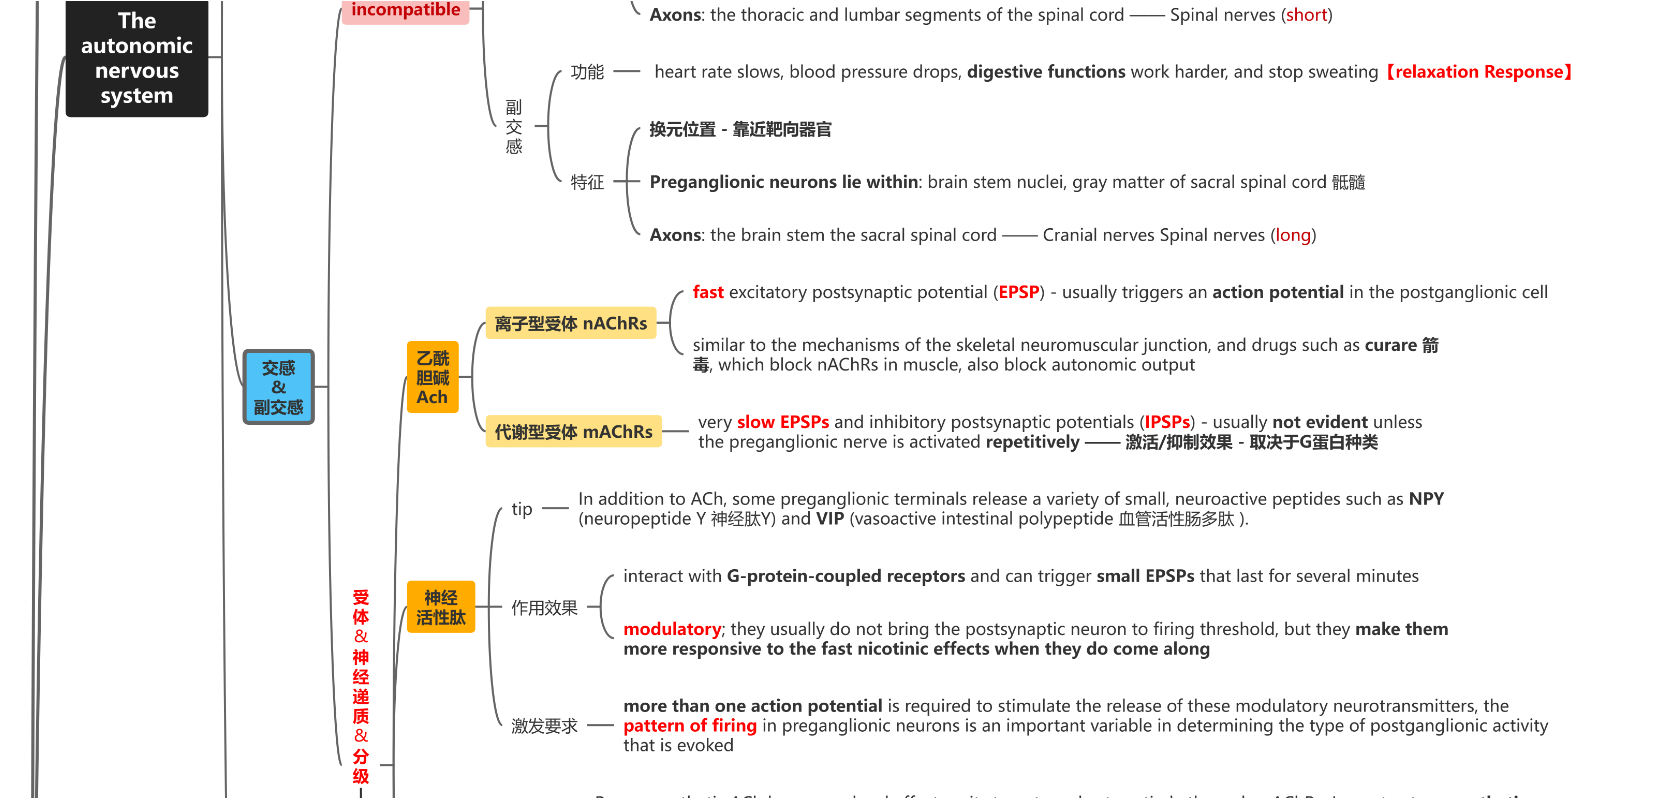 The
autonomic
nervous
system
incompatible
Axons: the thoracic and lumbar segments of the spinal cord —— Spinal nerves (short)
副
交
感
功能
heart rate slows, blood pressure drops, digestive functions work harder, and stop sweating【relaxation Response】
特征
换元位置 - 靠近靶向器官
Preganglionic neurons lie within: brain stem nuclei, gray matter of sacral spinal cord 骶髓
Axons: the brain stem the sacral spinal cord —— Cranial nerves Spinal nerves (long)
交感
&
副交感
受
体
&
神
经
递
质
&
分
级
乙酰
胆碱
Ach
离子型受体 nAChRs
fast excitatory postsynaptic potential (EPSP) - usually triggers an action potential in the postganglionic cell
similar to the mechanisms of the skeletal neuromuscular junction, and drugs such as curare 箭
毒, which block nAChRs in muscle, also block autonomic output
代谢型受体 mAChRs
very slow EPSPs and inhibitory postsynaptic potentials (IPSPs) - usually not evident unless
the preganglionic nerve is activated repetitively —— 激活/抑制效果 - 取决于G蛋白种类
神经
活性肽
tip
In addition to ACh, some preganglionic terminals release a variety of small, neuroactive peptides such as NPY
(neuropeptide Y 神经肽Y) and VIP (vasoactive intestinal polypeptide 血管活性肠多肽 ).
作用效果
interact with G-protein-coupled receptors and can trigger small EPSPs that last for several minutes
modulatory; they usually do not bring the postsynaptic neuron to firing threshold, but they make them
more responsive to the fast nicotinic effects when they do come along
激发要求
more than one action potential is required to stimulate the release of these modulatory neurotransmitters, the
pattern of firing in preganglionic neurons is an important variable in determining the type of postganglionic activity
that is evoked